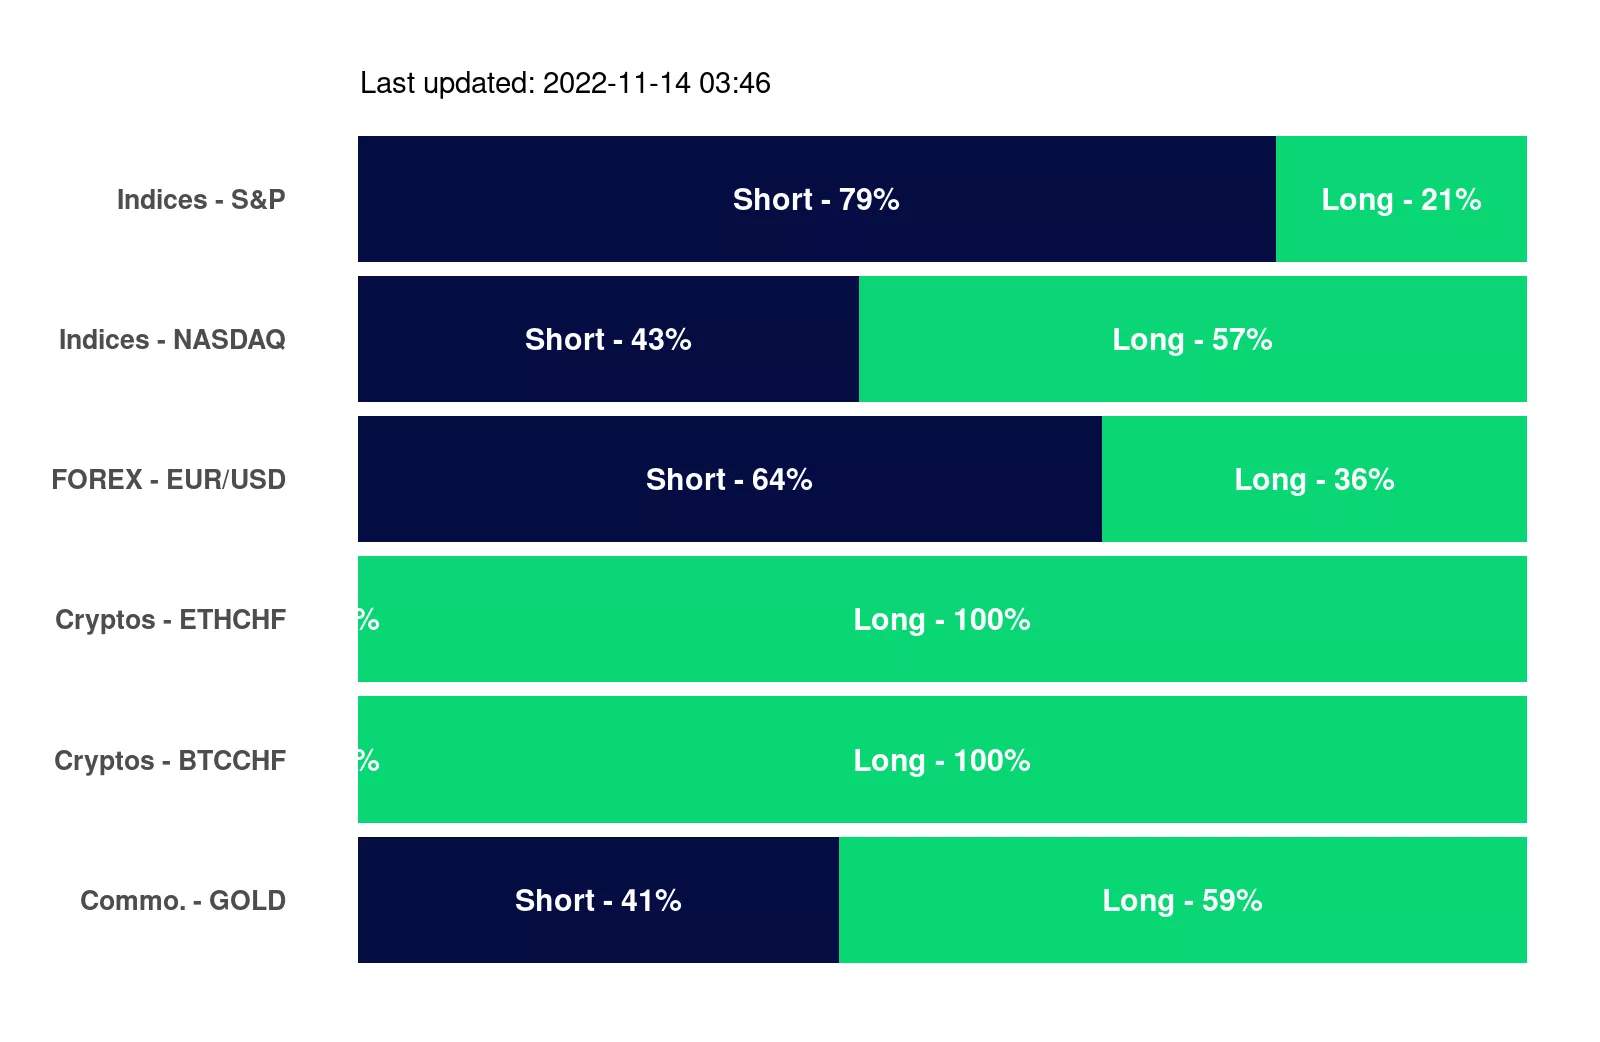 Last updated: 2022-11-14 03:46
Indices - S&P Short - 79% Long - 21%
Indices - NASDAQ Short - 43% Long - 57%
FOREX - EUR/USD Short - 64% Long - 36%
Cryptos - ETHCHF % Long - 100%
Cryptos - BTCCHF % Long - 100%
Commo. - GOLD Short - 41% Long - 59%